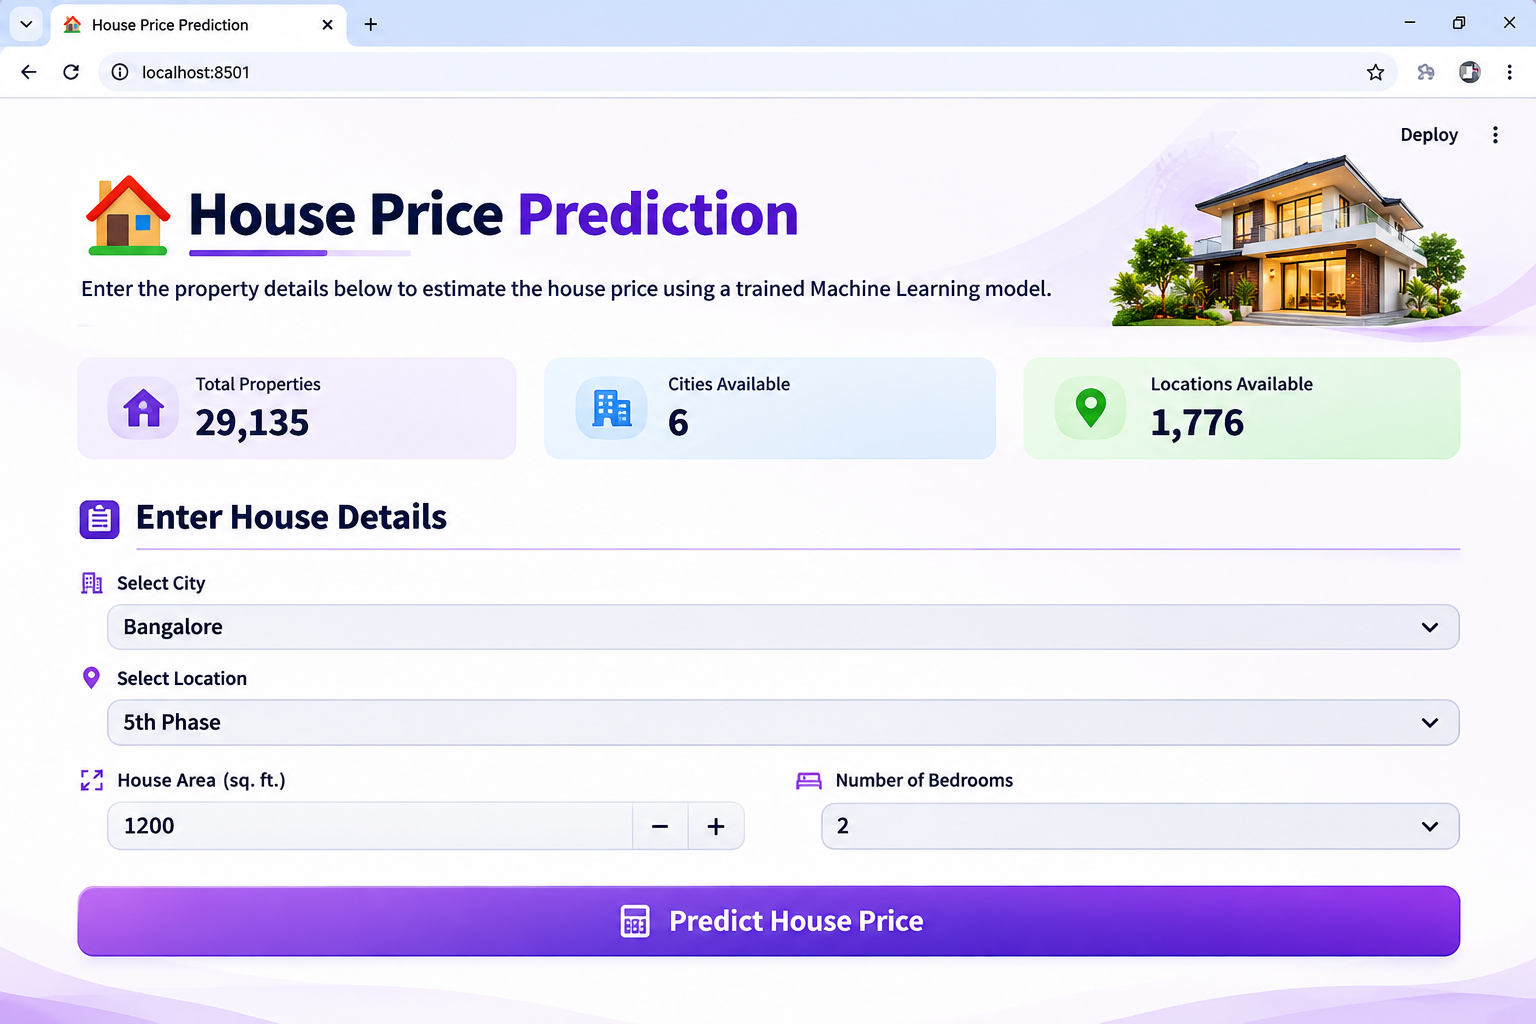 House Price Prediction
localhost:8501
Deploy
House Price Prediction
Enter the property details below to estimate the house price using a trained Machine Learning model.
Total Properties
29,135
Cities Available
6
Locations Available
1,776
Enter House Details
Select City
Bangalore
Select Location
5th Phase
House Area (sq. ft.)
1200
Number of Bedrooms
2
Predict House Price